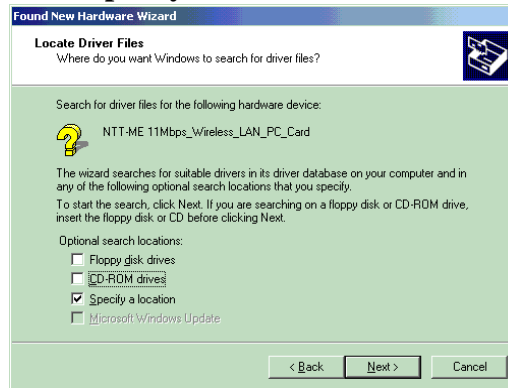 Found New Hardware Wizard
Locate Driver Files
Where do you want Windows to search for driver files?
Search for driver files for the following hardware device:
NTT-ME 11Mbps_Wireless_LAN_PC_Card
The wizard searches for suitable drivers in its driver database on your computer and in
any of the following optional search locations that you specify.
To start the search, click Next. If you are searching on a floppy disk or CD-ROM drive,
insert the floppy disk or CD before clicking Next.
Optional search locations:
Floppy disk drives
CD-ROM drives
Specify a location
Microsoft Windows Update
< Back Next > Cancel